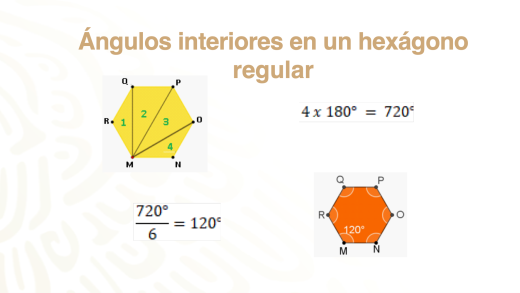 Ángulos interiores en un hexágono
regular
Q P
R 1 2 3 O
4
M N
4 x 180° = 720°
720°
6
= 120°
Q P
R O
120°
M N